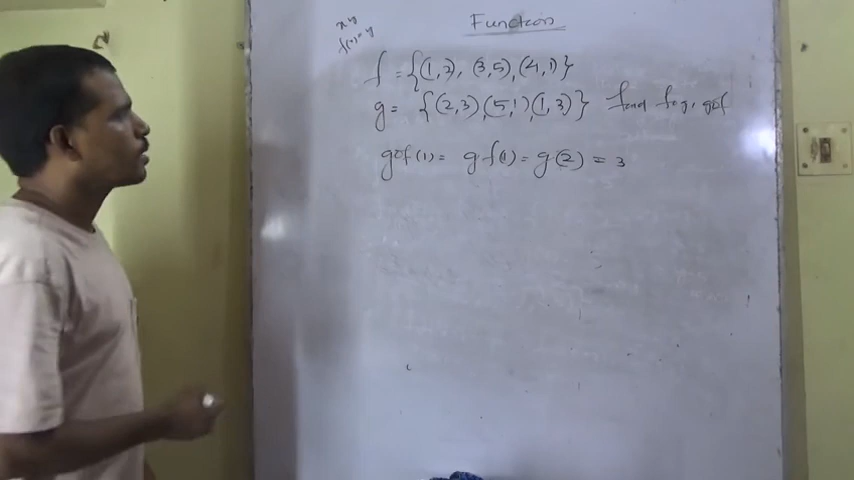 Function
x y
f(x)=y
f = {(1,2), (3,5), (4,1)}
g = {(2,3)(5,1)(1,3)} find fog, gof
gof(1) = gf(1) = g(2) = 3